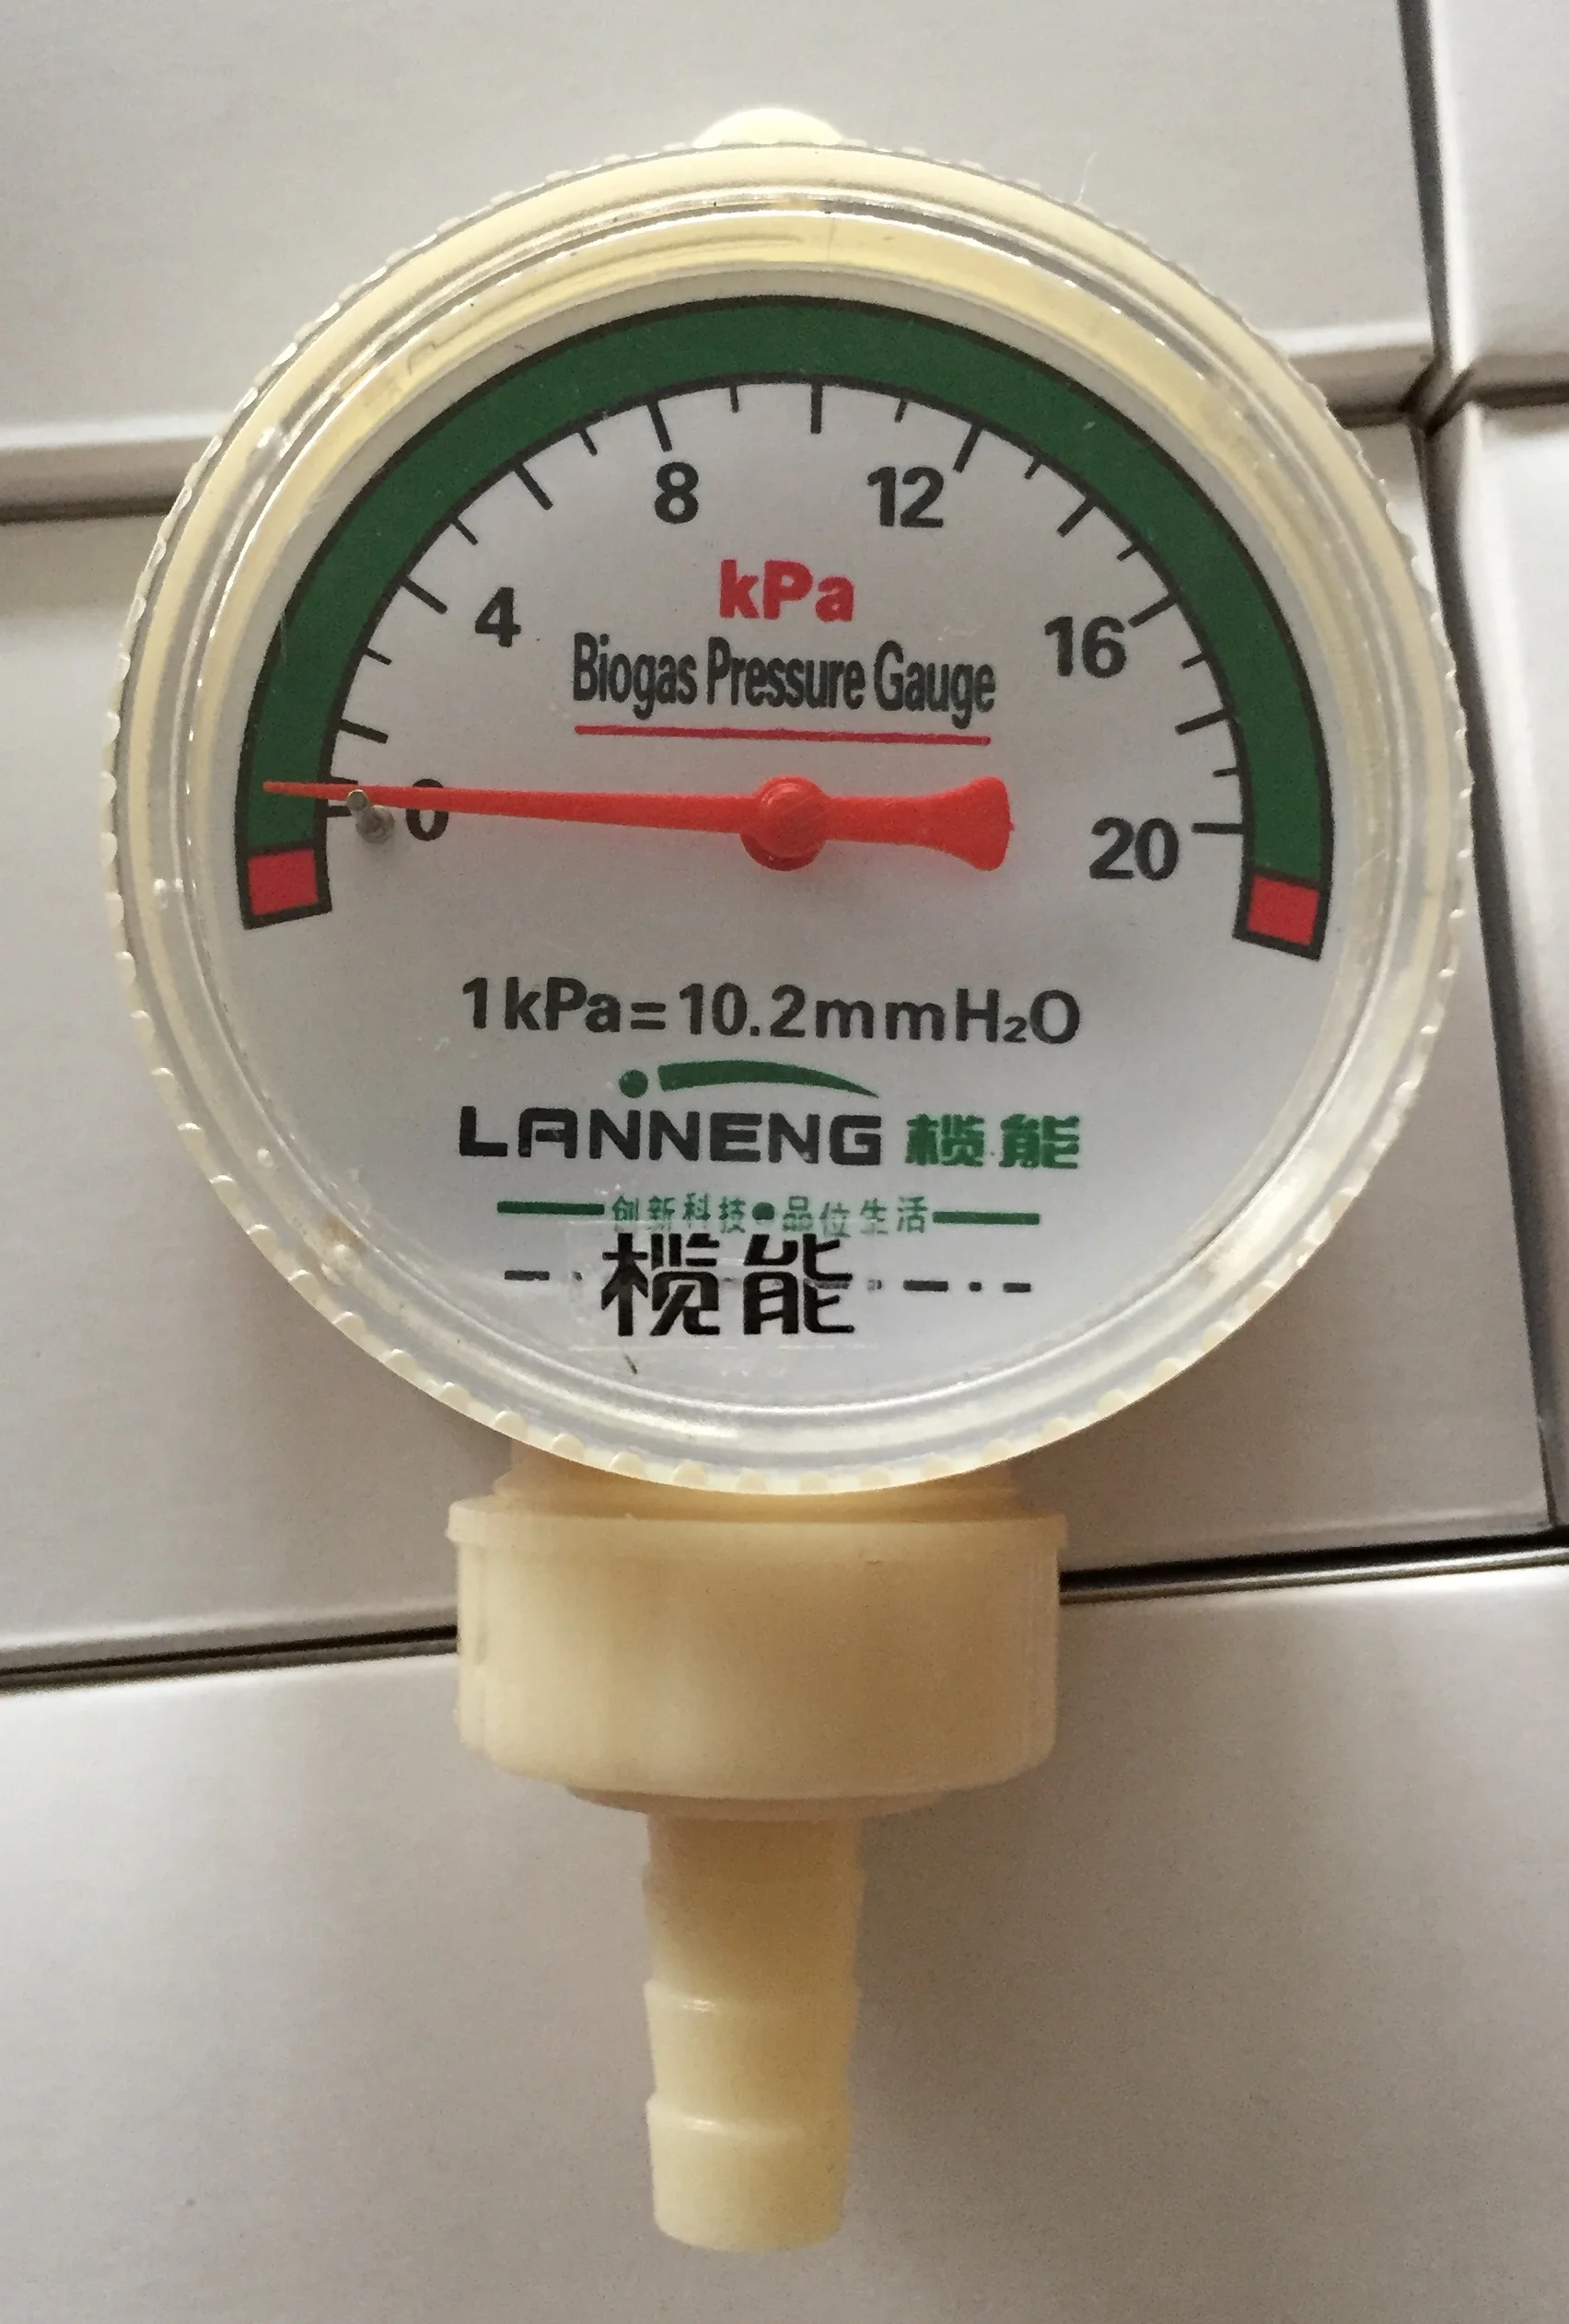 8
12
kPa
4
Biogas Pressure Gauge
16
0
20
1kPa=10.2mmH₂O
LANNENG 榄能
创新科技●品位生活
榄能